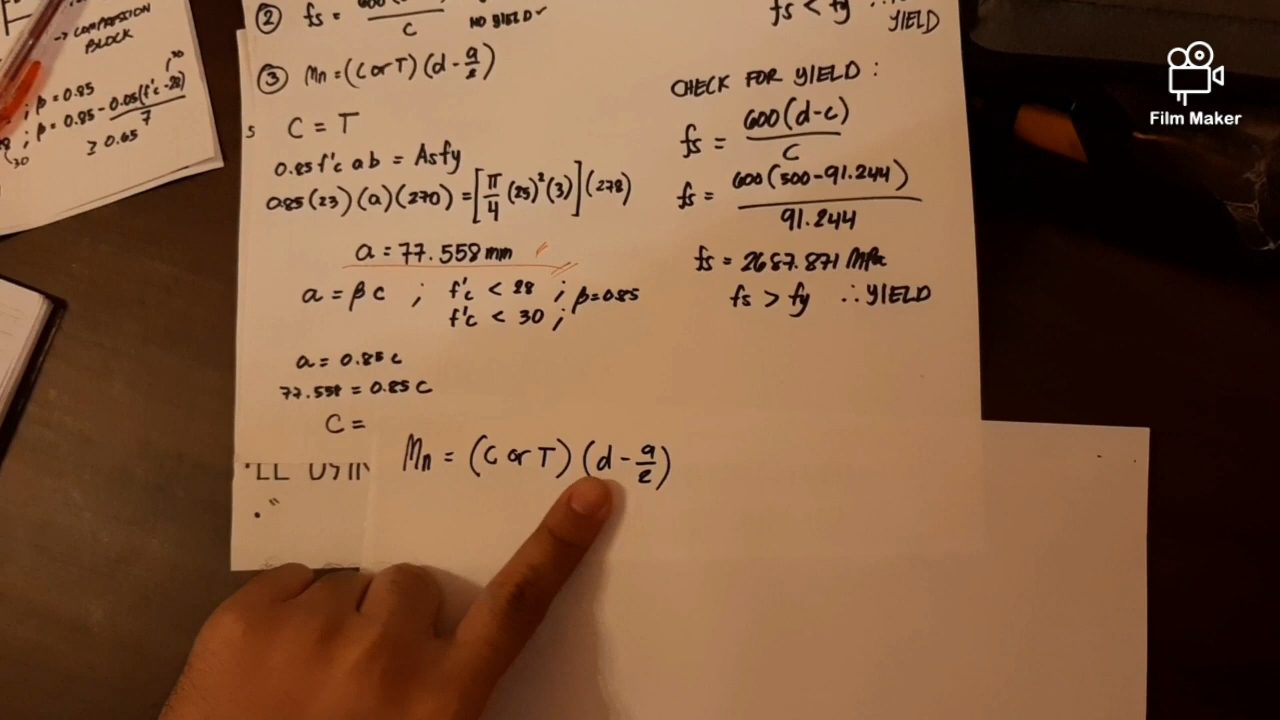 → COMPRESSION
BLOCK
30
; β = 0.85
; β = 0.85 - 0.05(f'c - 28)
7
≥ 0.65
30
② fs =
C
NO YIELD ✓
fs < fy
YIELD
③ Mn = (C or T) (d - a/2)
S
C = T
0.85 f'c a b = Asfy
0.85 (23) (a) (270) = [π/4 (25)² (3)] (278)
a = 77.558 mm
a = β c ; f'c < 28 ; β = 0.85
f'c < 30 ;
a = 0.85 c
77.558 = 0.85 C
C =
CHECK FOR YIELD :
fs = 600 (d - c)
C
fs = 600 (500 - 91.244)
91.244
fs = 2687.871 MPa
fs > fy ∴ YIELD
Mn = (C or T) (d - a/2)
Film Maker